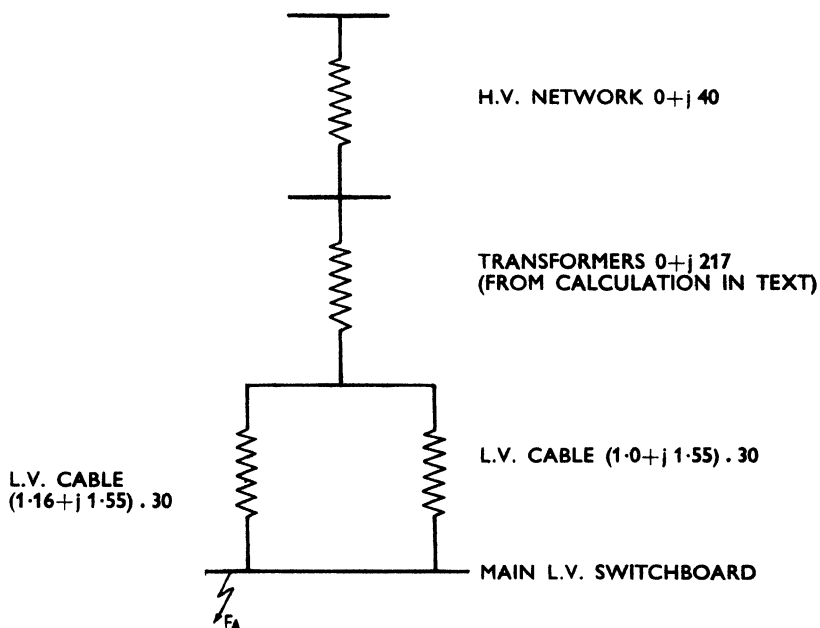 H.V. NETWORK 0+j 40
TRANSFORMERS 0+j 217
(FROM CALCULATION IN TEXT)
L.V. CABLE (1·0+j 1·55) . 30
L.V. CABLE
(1·16+j 1·55) . 30
MAIN L.V. SWITCHBOARD
FA